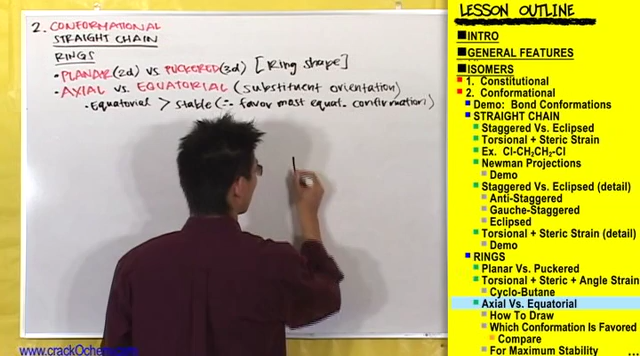 2. CONFORMATIONAL
STRAIGHT CHAIN
RINGS
• PLANAR (2d) vs PUCKERED (3d) [Ring shape]
• AXIAL vs. EQUATORIAL (substituent orientation)
• Equatorial > stable (∴ favor most equat. confirmation)
www.crackOchem
LESSON OUTLINE
INTRO
GENERAL FEATURES
ISOMERS
1. Constitutional
2. Conformational
Demo: Bond Conformations
STRAIGHT CHAIN
Staggered Vs. Eclipsed
Torsional + Steric Strain
Ex. Cl-CH2CH2-Cl
Newman Projections
Demo
Staggered Vs. Eclipsed (detail)
Anti-Staggered
Gauche-Staggered
Eclipsed
Torsional + Steric Strain (detail)
Demo
RINGS
Planar Vs. Puckered
Torsional + Steric + Angle Strain
Cyclo-Butane
Axial Vs. Equatorial
How To Draw
Which Conformation Is Favored
Compare
For Maximum Stability
...